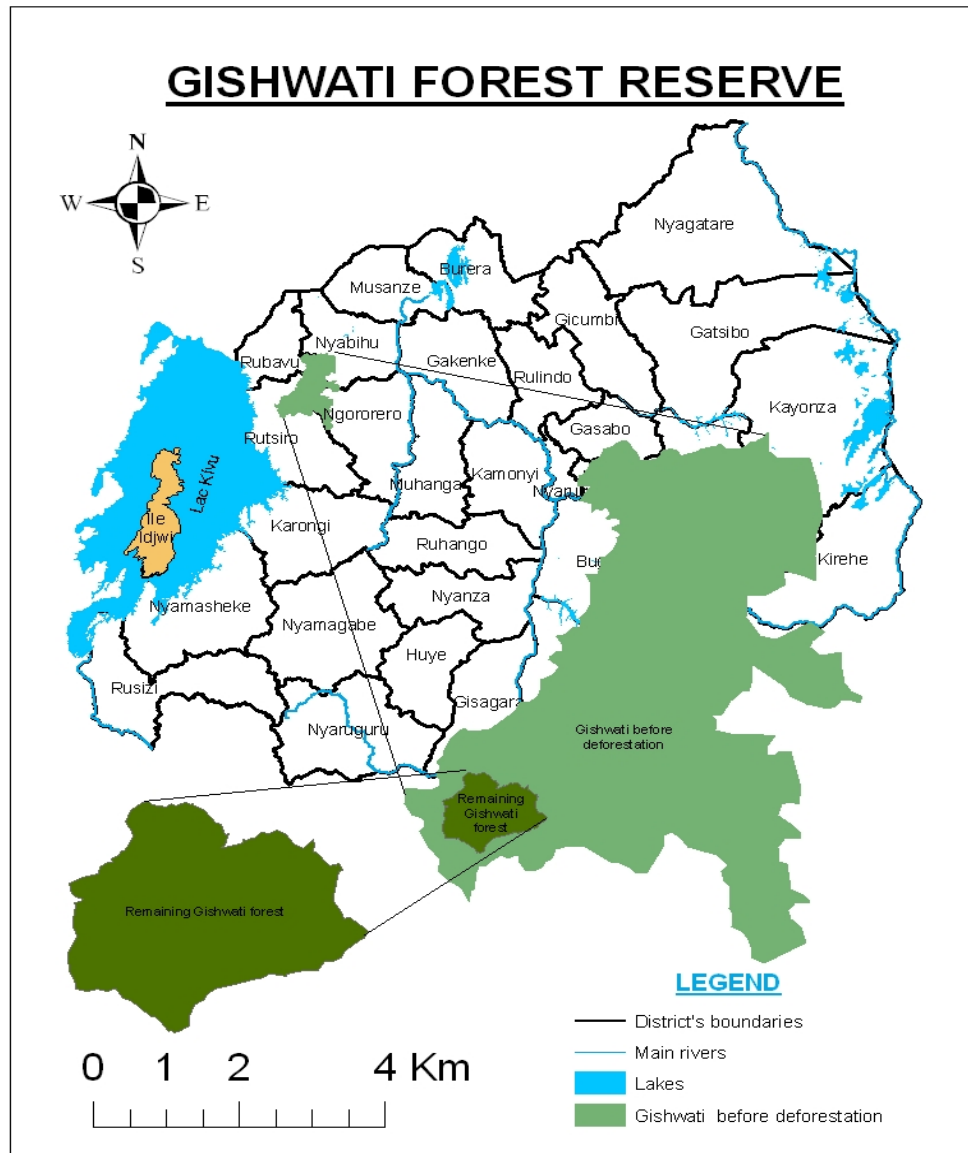 GISHWATI FOREST RESERVE
N
W
E
S
Nyagatare
Burera
Musanze
Gicumbi
Gatsibo
Nyabihu
Rubavu
Gakenke
Rulindo
Kayonza
Ngororero
Gasabo
Rutsiro
Lac Kivu
Kamonyi
Muhanga
Ile
Idjwi
Karongi
Ruhango
Kirehe
Nyamasheke
Nyanza
Nyamagabe
Huye
Rusizi
Gisagara
Nyaruguru
Gishwati before
deforestation
Remaining
Gishwati
forest
Remaining Gishwati forest
LEGEND
District's boundaries
Main rivers
Lakes
Gishwati before deforestation
0 1 2 4 Km